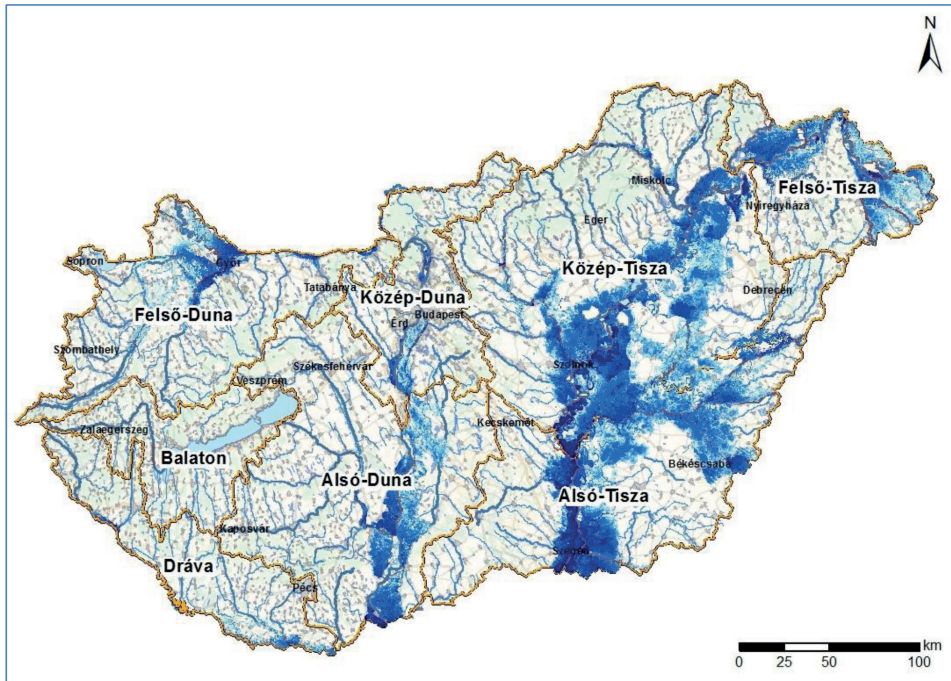 N
Miskolc
Felső-Tisza
Nyíregyháza
Eger
Sopron
Győr
Közép-Tisza
Tatabánya
Debrecen
Közép-Duna
Felső-Duna
Budapest
Érd
Szombathely
Székesfehérvár
Szolnok
Veszprém
Zalaegerszeg
Kecskemét
Balaton
Békéscsaba
Alsó-Duna
Alsó-Tisza
Kaposvár
Szeged
Dráva
Pécs
km
0 25 50 100